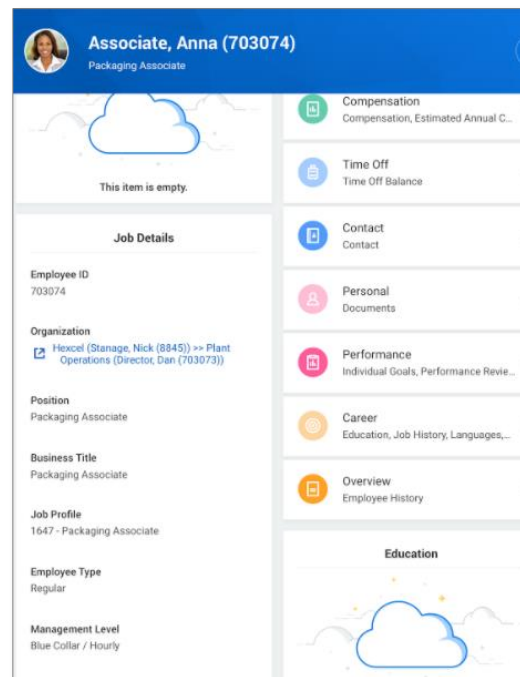 Associate, Anna (703074)
Packaging Associate
This item is empty.
Job Details
Employee ID
703074
Organization
Hexcel (Stanage, Nick (8845)) >> Plant
Operations (Director, Dan (703073))
Position
Packaging Associate
Business Title
Packaging Associate
Job Profile
1647 - Packaging Associate
Employee Type
Regular
Management Level
Blue Collar / Hourly
Compensation
Compensation, Estimated Annual C...
Time Off
Time Off Balance
Contact
Contact
Personal
Documents
Performance
Individual Goals, Performance Revie...
Career
Education, Job History, Languages,...
Overview
Employee History
Education